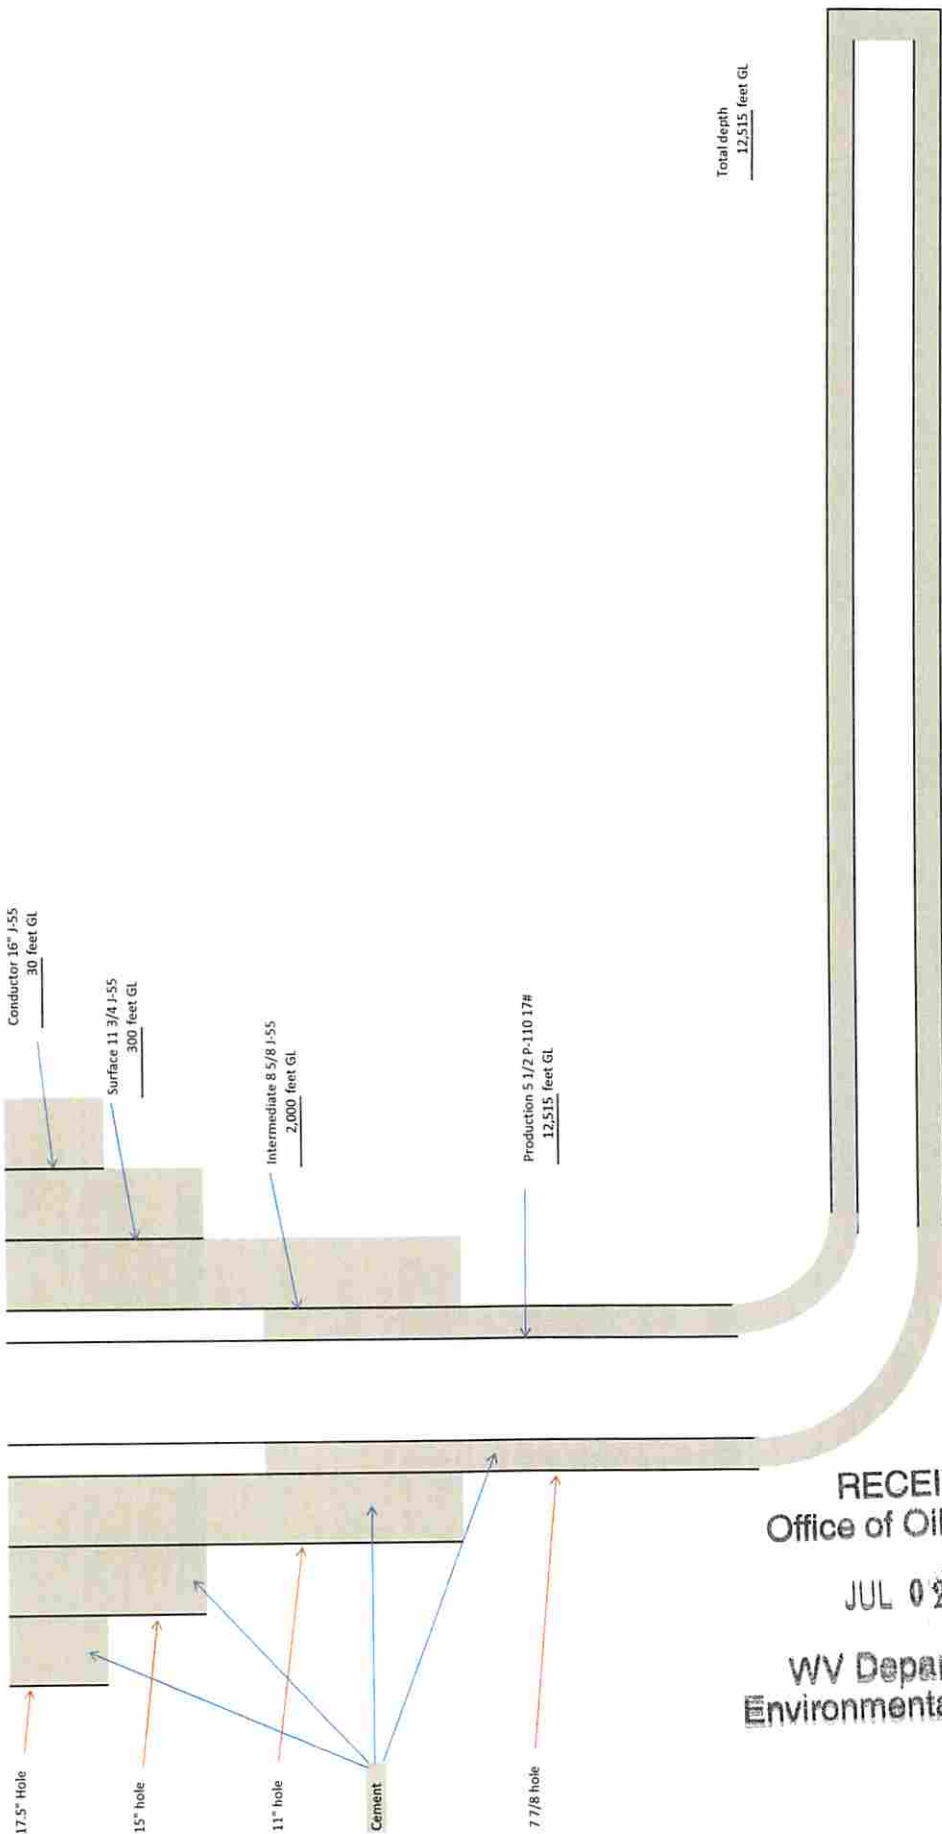 Conductor 16" J-55
30 feet GL
Surface 11 3/4 J-55
300 feet GL
Intermediate 8 5/8 J-55
2,000 feet GL
Production 5 1/2 P-110 17#
12,515 feet GL
Total depth
12,515 feet GL
17.5" Hole
15" hole
11" hole
Cement
7 7/8 hole
RECEI
Office of Oil
JUL 02
WV Depar
Environmenta